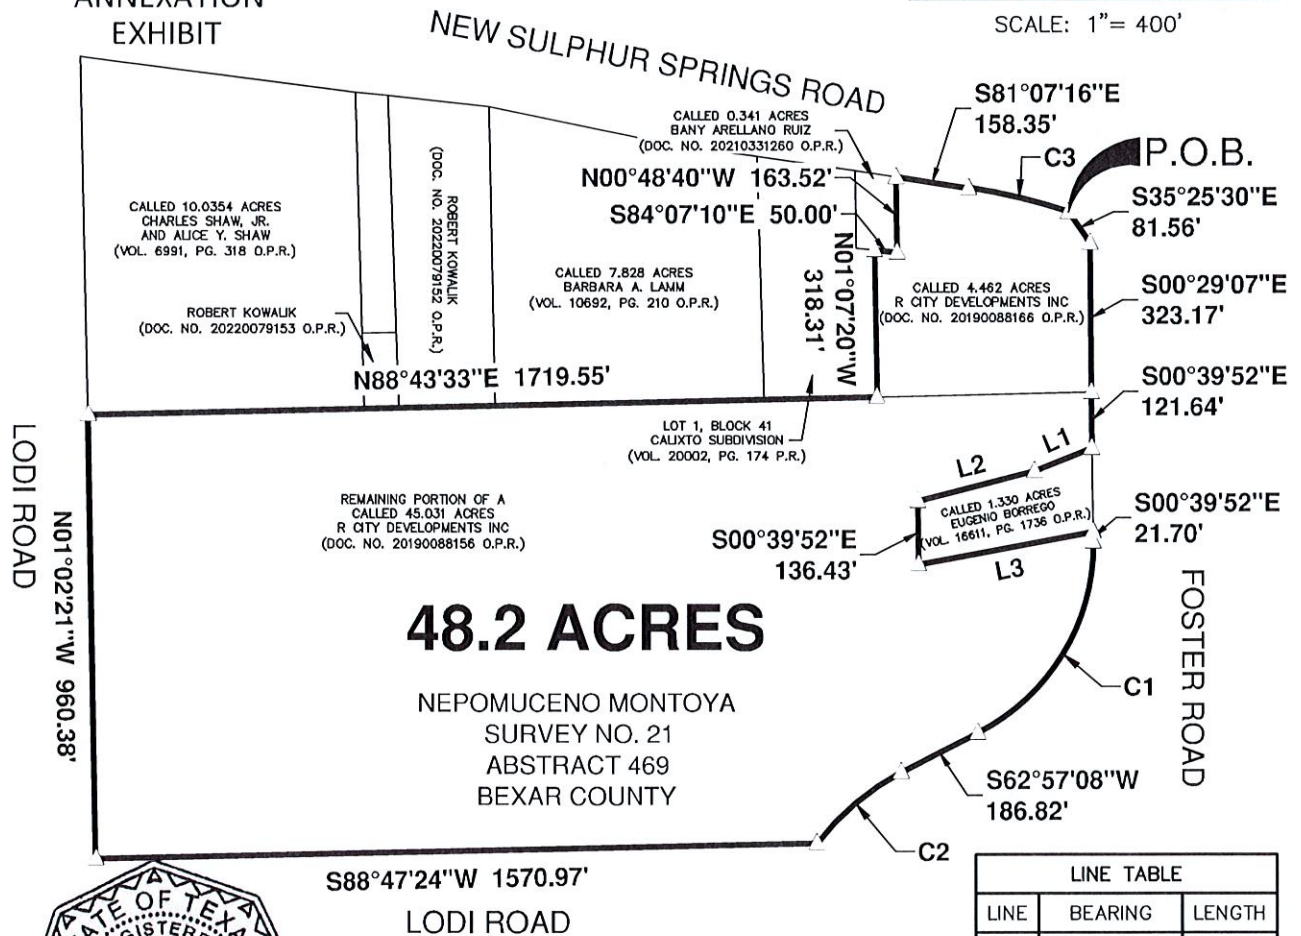 ANNEXATION
EXHIBIT
SCALE: 1"= 400'
NEW SULPHUR SPRINGS ROAD
S81°07'16"E
158.35'
CALLED 0.341 ACRES
BANY ARELLANO RUIZ
(DOC. NO. 20210331260 O.P.R.)
C3
P.O.B.
N00°48'40"W 163.52'
S84°07'10"E 50.00'
S35°25'30"E
81.56'
CALLED 10.0354 ACRES
CHARLES SHAW, JR.
AND ALICE Y. SHAW
(VOL. 6991, PG. 318 O.P.R.)
ROBERT KOWALIK
(DOC. NO. 20220079152 O.P.R.)
CALLED 7.828 ACRES
BARBARA A. LAMM
(VOL. 10692, PG. 210 O.P.R.)
N01°07'20"W
318.31'
CALLED 4.462 ACRES
R CITY DEVELOPMENTS INC
(DOC. NO. 20190088166 O.P.R.)
S00°29'07"E
323.17'
ROBERT KOWALIK
(DOC. NO. 20220079153 O.P.R.)
N88°43'33"E 1719.55'
S00°39'52"E
121.64'
LOT 1, BLOCK 41
CALIXTO SUBDIVISION
(VOL. 20002, PG. 174 P.R.)
L1
L2
LODI ROAD
N01°02'21"W 960.38'
REMAINING PORTION OF A
CALLED 45.031 ACRES
R CITY DEVELOPMENTS INC
(DOC. NO. 20190088156 O.P.R.)
CALLED 1.330 ACRES
EUGENIO BORREGO
(VOL. 16611, PG. 1736 O.P.R.)
S00°39'52"E
21.70'
S00°39'52"E
136.43'
L3
FOSTER ROAD
48.2 ACRES
C1
NEPOMUCENO MONTOYA
SURVEY NO. 21
ABSTRACT 469
BEXAR COUNTY
S62°57'08"W
186.82'
C2
S88°47'24"W 1570.97'
LODI ROAD
LINE TABLE
LINE BEARING LENGTH
STATE OF TEXAS
REGISTERED